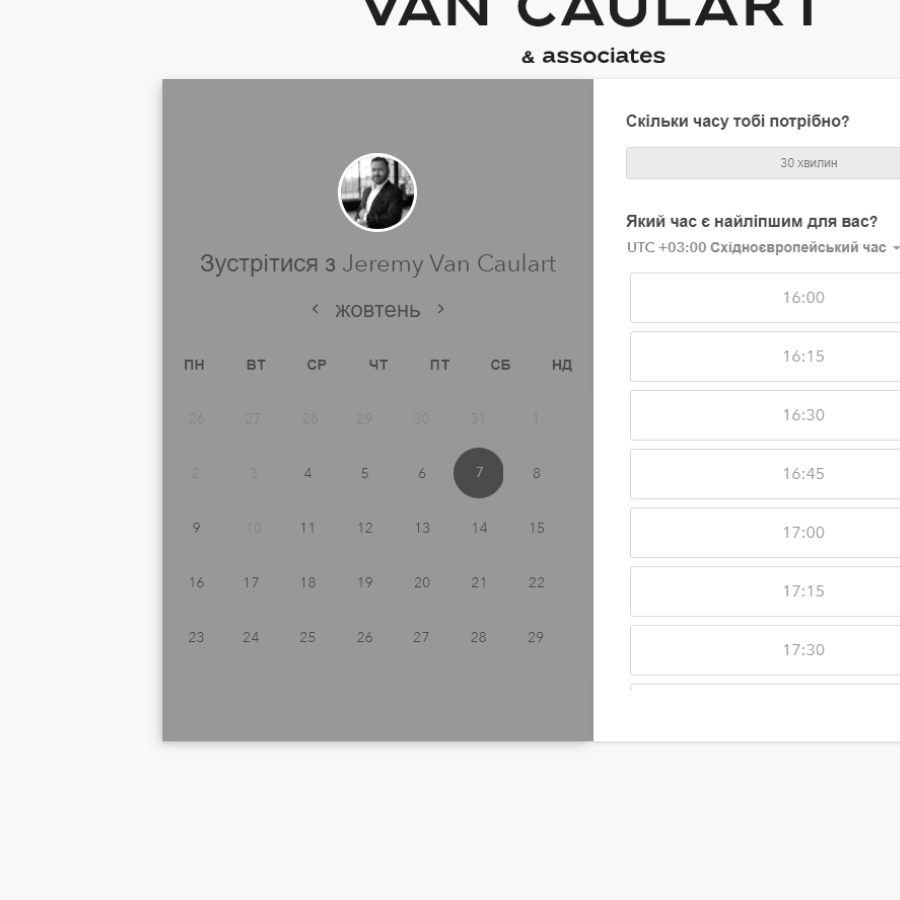 VAN CAULART
& associates
Зустрітися з Jeremy Van Caulart
жовтень
ПН ВТ СР ЧТ ПТ СБ НД
26 27 28 29 30 31 1
2 3 4 5 6 7 8
9 10 11 12 13 14 15
16 17 18 19 20 21 22
23 24 25 26 27 28 29
Скільки часу тобі потрібно?
30 хвилин
Який час є найліпшим для вас?
UTC +03:00 Східноєвропейський час
16:00
16:15
16:30
16:45
17:00
17:15
17:30